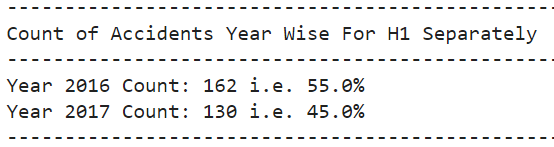 -----------------------------------------------
Count of Accidents Year Wise For H1 Separately
-----------------------------------------------
Year 2016 Count: 162 i.e. 55.0%
Year 2017 Count: 130 i.e. 45.0%
-----------------------------------------------